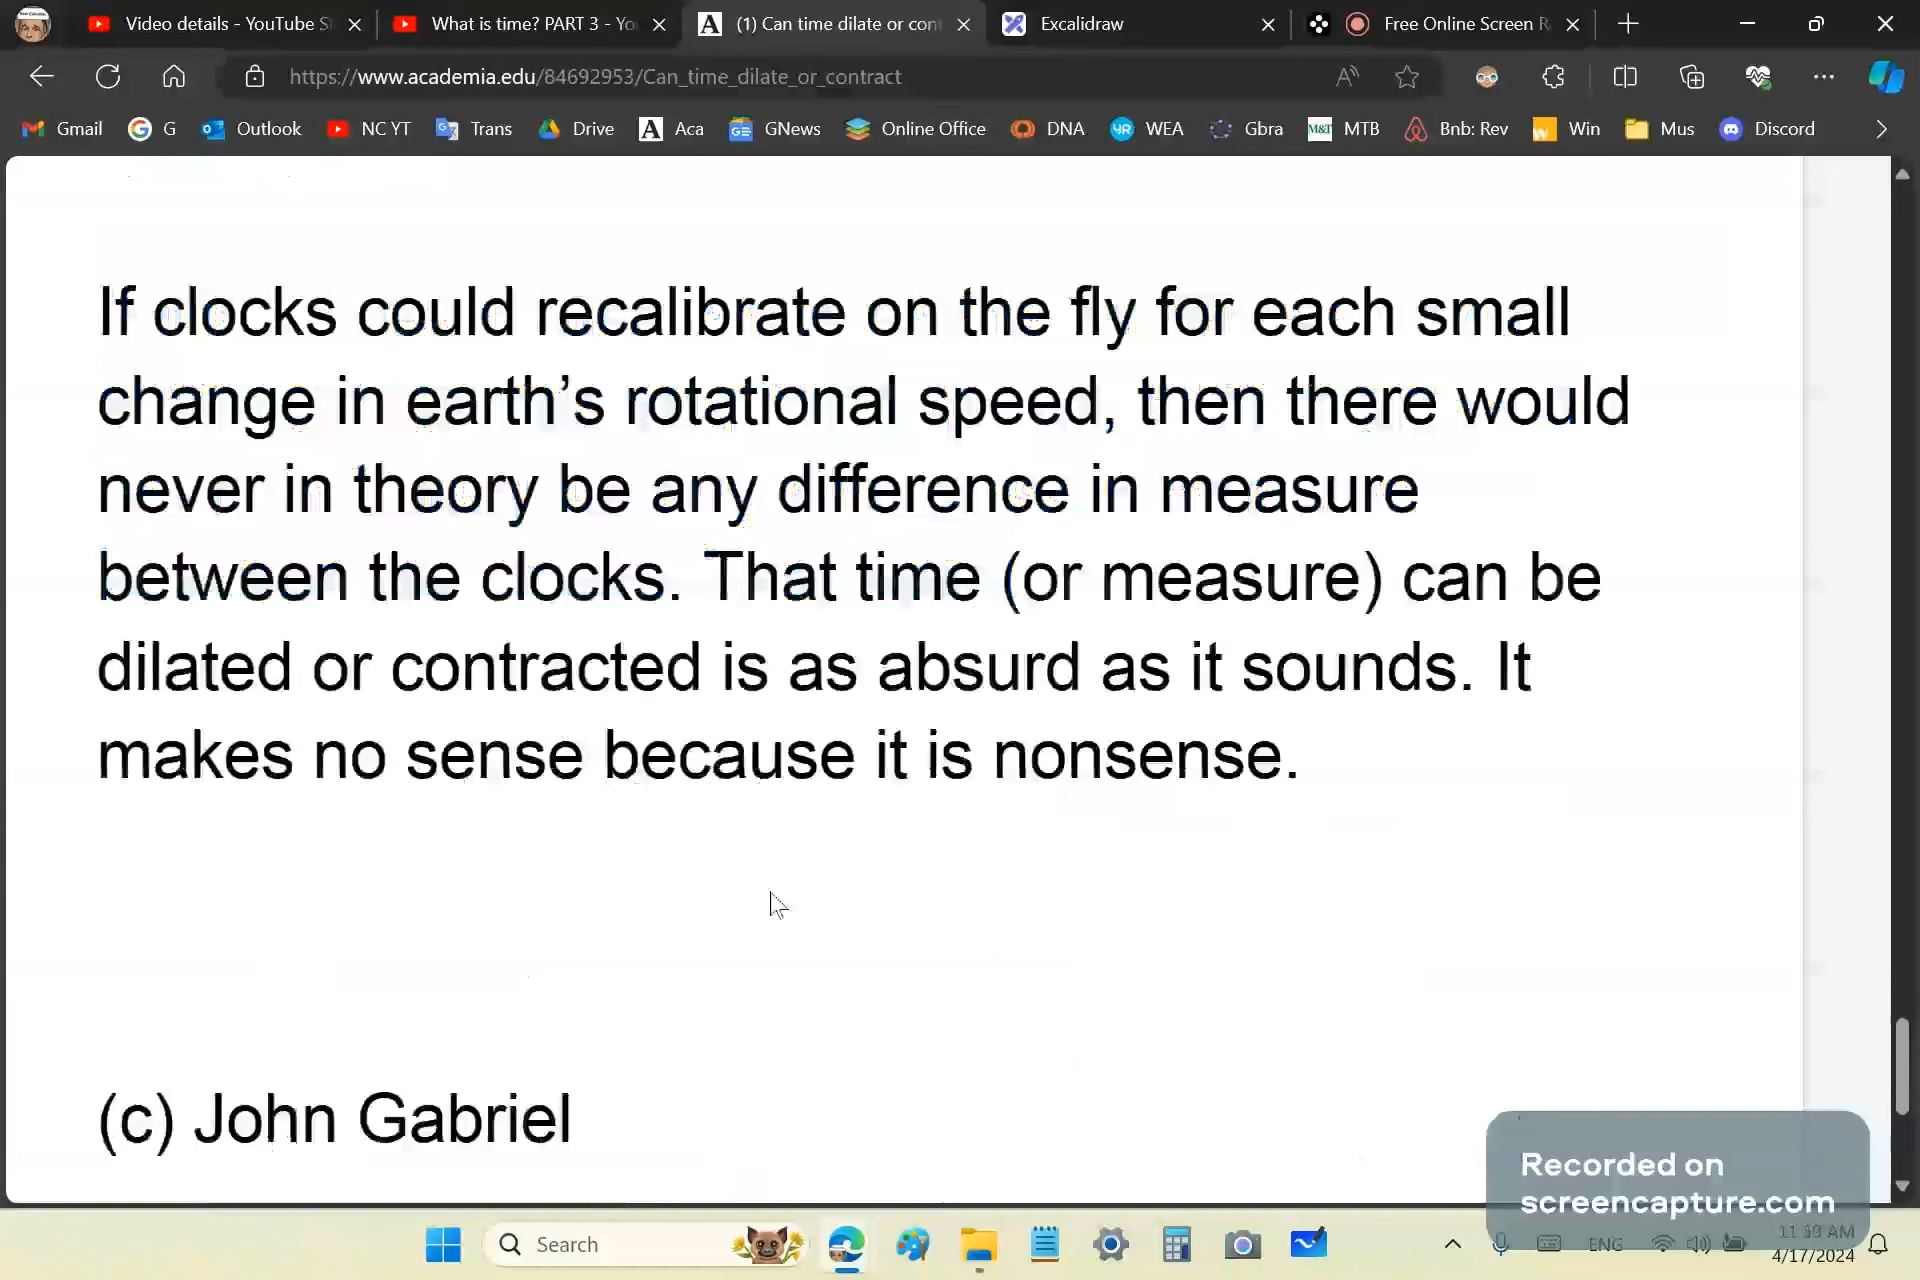 Video details - YouTube S
What is time? PART 3 - Yo
(1) Can time dilate or con
Excalidraw
Free Online Screen R
https://www.academia.edu/84692953/Can_time_dilate_or_contract
Gmail G Outlook NC YT Trans Drive Aca GNews Online Office DNA WEA Gbra MTB Bnb: Rev Win Mus Discord
If clocks could recalibrate on the fly for each small
change in earth’s rotational speed, then there would
never in theory be any difference in measure
between the clocks. That time (or measure) can be
dilated or contracted is as absurd as it sounds. It
makes no sense because it is nonsense.
(c) John Gabriel
Recorded on
screencapture.com
Search
ENG
4/17/2024